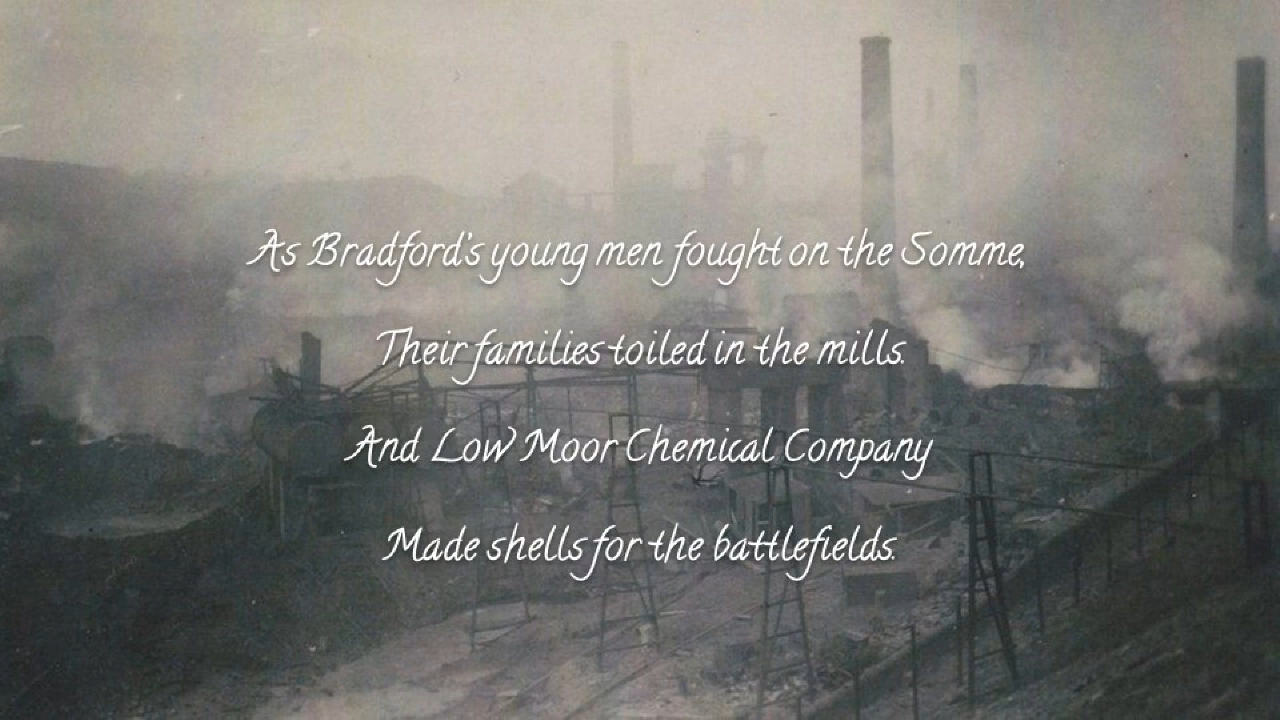 As Bradford's young men fought on the Somme,
Their families toiled in the mills.
And Low Moor Chemical Company
Made shells for the battlefields.